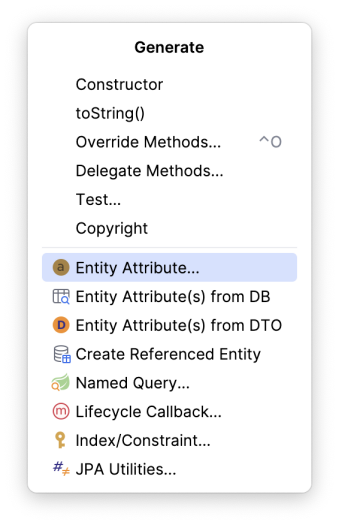 Generate
Constructor
toString()
Override Methods... ^O
Delegate Methods...
Test...
Copyright
a Entity Attribute...
Entity Attribute(s) from DB
D Entity Attribute(s) from DTO
Create Referenced Entity
Named Query...
m Lifecycle Callback...
Index/Constraint...
#≠ JPA Utilities...